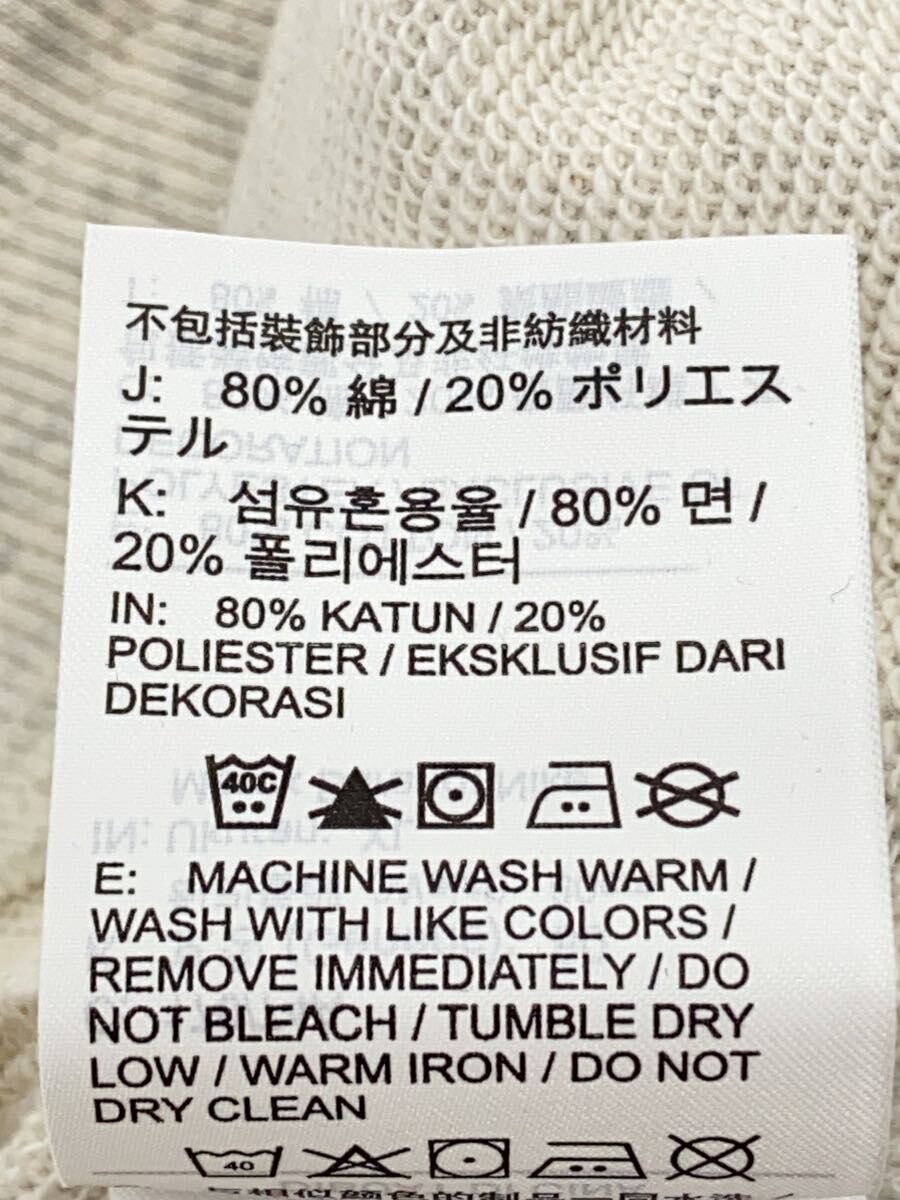 不包括裝飾部分及非紡織材料
J: 80% 綿 / 20% ポリエス
テル
K: 섬유혼용율 / 80% 면 /
20% 폴리에스터
IN: 80% KATUN / 20%
POLIESTER / EKSKLUSIF DARI
DEKORASI
40C
E: MACHINE WASH WARM /
WASH WITH LIKE COLORS /
REMOVE IMMEDIATELY / DO
NOT BLEACH / TUMBLE DRY
LOW / WARM IRON / DO NOT
DRY CLEAN
40